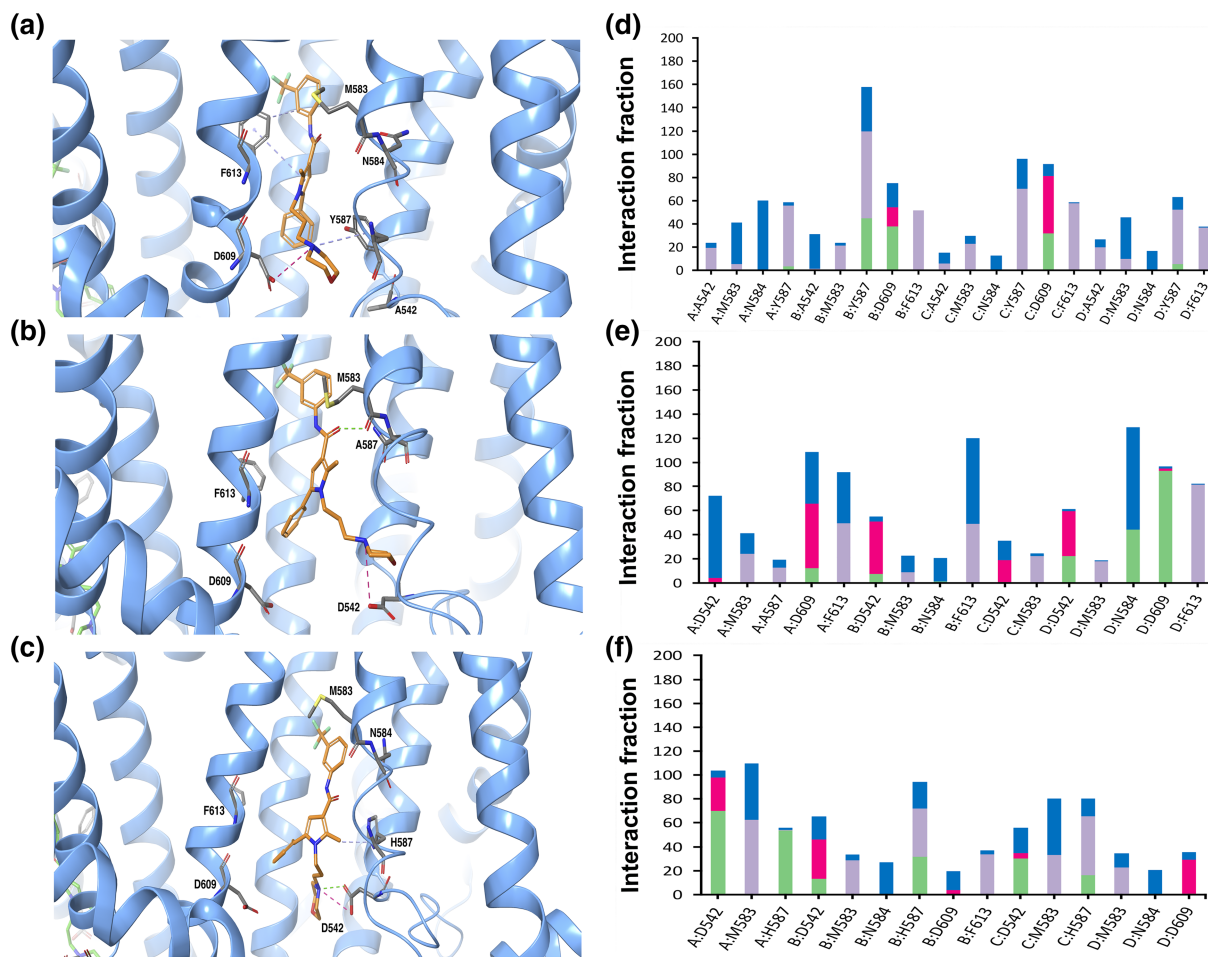 (a)
M583
F613
N584
Y587
D609
A542
(b)
M583
A587
F613
D609
D542
(c)
M583
N584
F613
H587
D609
D542
(d)
Interaction fraction
200
180
160
140
120
100
80
60
40
20
0
A:A542
A:M583
A:N584
A:Y587
B:A542
B:M583
B:Y587
B:D609
B:F613
C:A542
C:M583
C:N584
C:Y587
C:D609
C:F613
D:A542
D:M583
D:N584
D:Y587
D:F613
(e)
Interaction fraction
200
180
160
140
120
100
80
60
40
20
0
A:D542
A:M583
A:A587
A:D609
A:F613
B:D542
B:M583
B:N584
B:F613
C:D542
C:M583
D:D542
D:M583
D:N584
D:D609
D:F613
(f)
Interaction fraction
200
180
160
140
120
100
80
60
40
20
0
A:D542
A:M583
A:H587
B:D542
B:M583
B:N584
B:H587
B:D609
B:F613
C:D542
C:M583
C:H587
D:M583
D:N584
D:D609